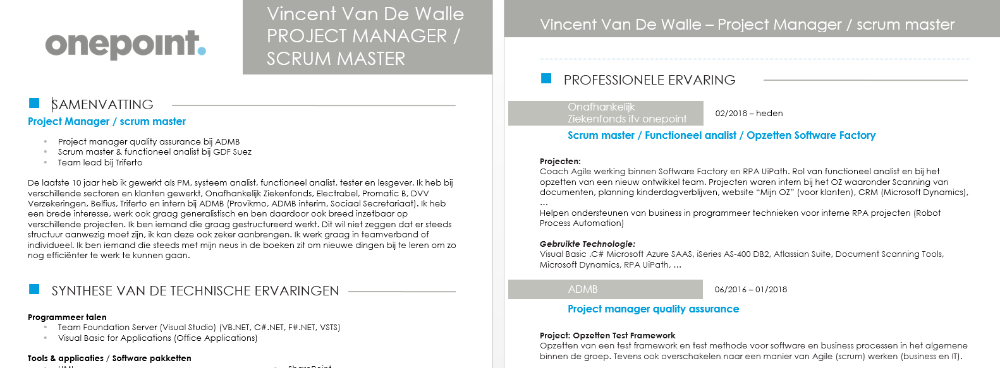 onepoint.
Vincent Van De Walle
PROJECT MANAGER /
SCRUM MASTER
SAMENVATTING
Project Manager / scrum master
• Project manager quality assurance bij ADMB
• Scrum master & functioneel analist bij GDF Suez
• Team lead bij Triferto
De laatste 10 jaar heb ik gewerkt als PM, systeem analist, functioneel analist, tester en lesgever. Ik heb bij
verschillende sectoren en klanten gewerkt, Onafhankelijk Ziekenfonds, Electrabel, Promatic B, DVV
Verzekeringen, Belfius, Triferto en intern bij ADMB (Provikmo, ADMB interim, Sociaal Secretariaat). Ik heb
een brede interesse, werk ook graag generalistisch en ben daardoor ook breed inzetbaar op
verschillende projecten. Ik ben iemand die graag gestructureerd werkt. Dit wil niet zeggen dat er steeds
structuur aanwezig moet zijn, ik kan deze ook zeker aanbrengen. Ik werk graag in teamverband of
individueel. Ik ben iemand die steeds met mijn neus in de boeken zit om nieuwe dingen bij te leren om zo
nog efficiënter te werk te kunnen gaan.
SYNTHESE VAN DE TECHNISCHE ERVARINGEN
Programmeer talen
• Team Foundation Server (Visual Studio) (VB.NET, C#.NET, F#.NET, VSTS)
• Visual Basic for Applications (Office Applications)
Tools & applicaties / Software pakketten
• UML • SharePoint
Vincent Van De Walle – Project Manager / scrum master
PROFESSIONELE ERVARING
Onafhankelijk
Ziekenfonds ifv onepoint
02/2018 – heden
Scrum master / Functioneel analist / Opzetten Software Factory
Projecten:
Coach Agile werking binnen Software Factory en RPA UiPath. Rol van functioneel analist en bij het
opzetten van een nieuw ontwikkel team. Projecten waren intern bij het OZ waaronder Scanning van
documenten, planning kinderdagverblijven, website “Mijn OZ” (voor klanten), CRM (Microsoft Dynamics),
…
Helpen ondersteunen van business in programmeer technieken voor interne RPA projecten (Robot
Process Automation)
Gebruikte Technologie:
Visual Basic .C# Microsoft Azure SAAS, iSeries AS-400 DB2, Atlassian Suite, Document Scanning Tools,
Microsoft Dynamics, RPA UiPath, …
ADMB
06/2016 – 01/2018
Project manager quality assurance
Project: Opzetten Test Framework
Opzetten van een test framework en test methode voor software en business processen in het algemene
binnen de groep. Tevens ook overschakelen naar een manier van Agile (scrum) werken (business en IT).